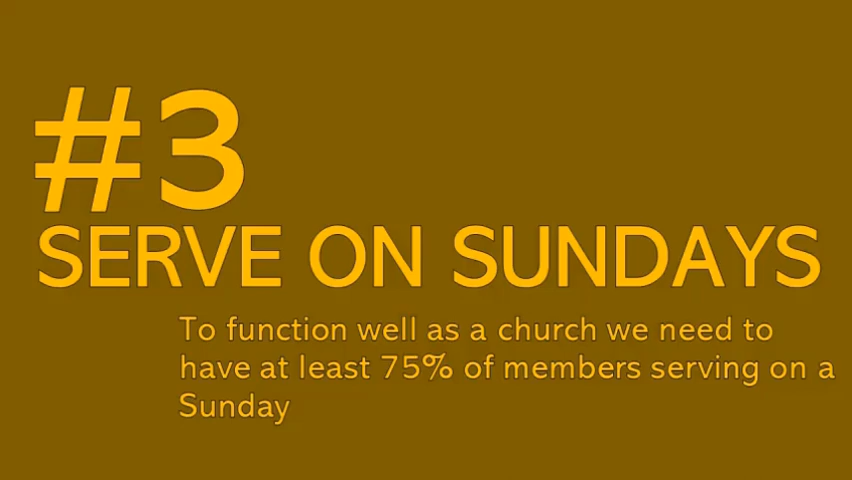 #3
SERVE ON SUNDAYS
To function well as a church we need to
have at least 75% of members serving on a
Sunday